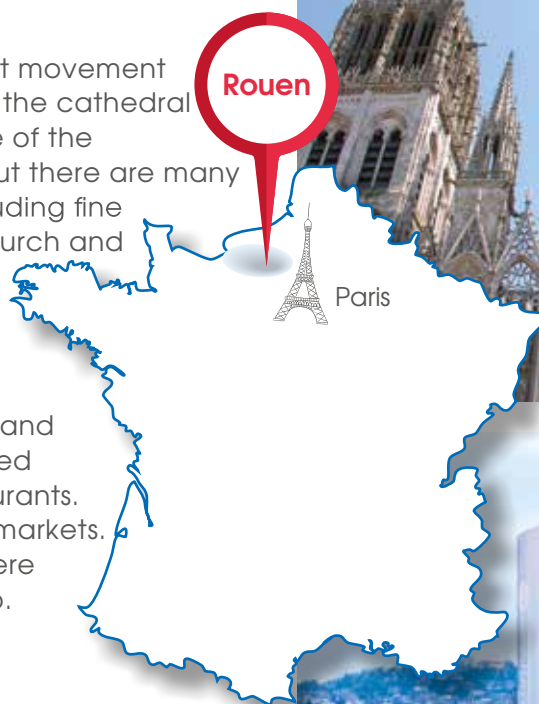 t movement
the cathedral
e of the
ut there are many
uding fine
urch and
Rouen
Paris
and
ed
urants.
markets.
ere
o.